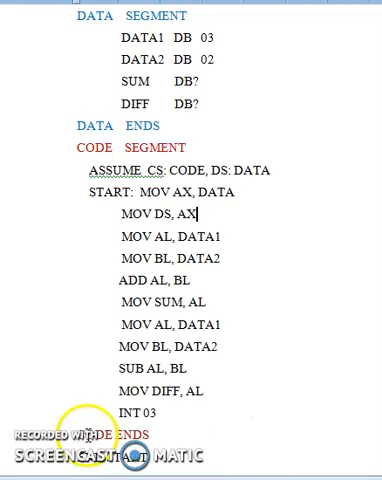 DATA SEGMENT
DATA1 DB 03
DATA2 DB 02
SUM DB?
DIFF DB?
DATA ENDS
CODE SEGMENT
ASSUME CS: CODE, DS: DATA
START: MOV AX, DATA
MOV DS, AX
MOV AL, DATA1
MOV BL, DATA2
ADD AL, BL
MOV SUM, AL
MOV AL, DATA1
MOV BL, DATA2
SUB AL, BL
MOV DIFF, AL
INT 03
ENDS
RECORDED WITH
SCREENCAST MATIC